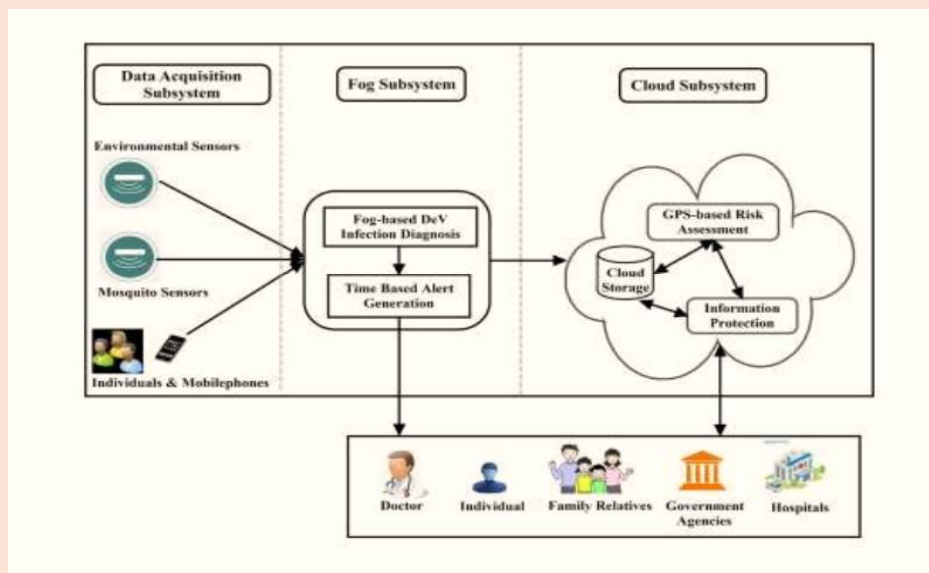 Data Acquisition
Subsystem
Fog Subsystem
Cloud Subsystem
Environmental Sensors
Mosquito Sensors
Individuals & Mobilephones
Fog-based DeV
Infection Diagnosis
Time Based Alert
Generation
GPS-based Risk
Assessment
Cloud
Storage
Information
Protection
Doctor
Individual
Family Relatives
Government
Agencies
Hospitals